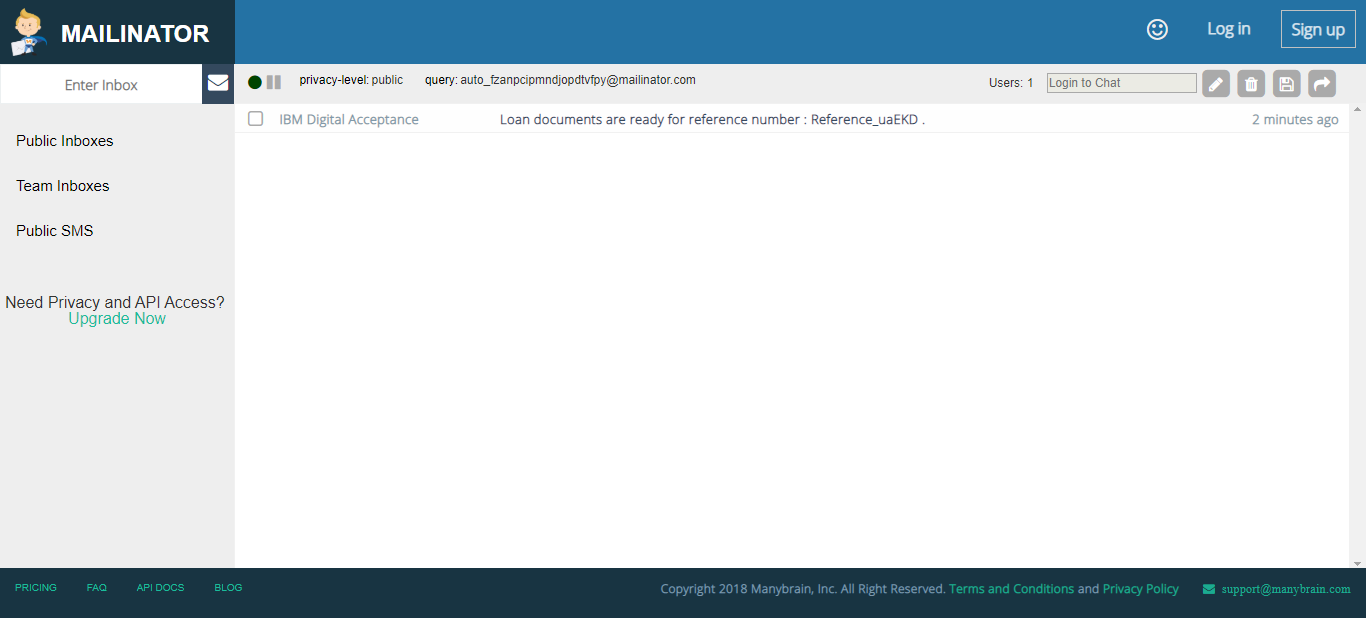 MAILINATOR
Log in
Sign up
Enter Inbox
privacy-level: public
query: auto_fzanpcipmndjopdtvfpy@mailinator.com
Users: 1
Login to Chat
IBM Digital Acceptance
Loan documents are ready for reference number : Reference_uaEKD .
2 minutes ago
Public Inboxes
Team Inboxes
Public SMS
Need Privacy and API Access?
Upgrade Now
PRICING
FAQ
API DOCS
BLOG
Copyright 2018 Manybrain, Inc. All Right Reserved. Terms and Conditions and Privacy Policy
support@manybrain.com